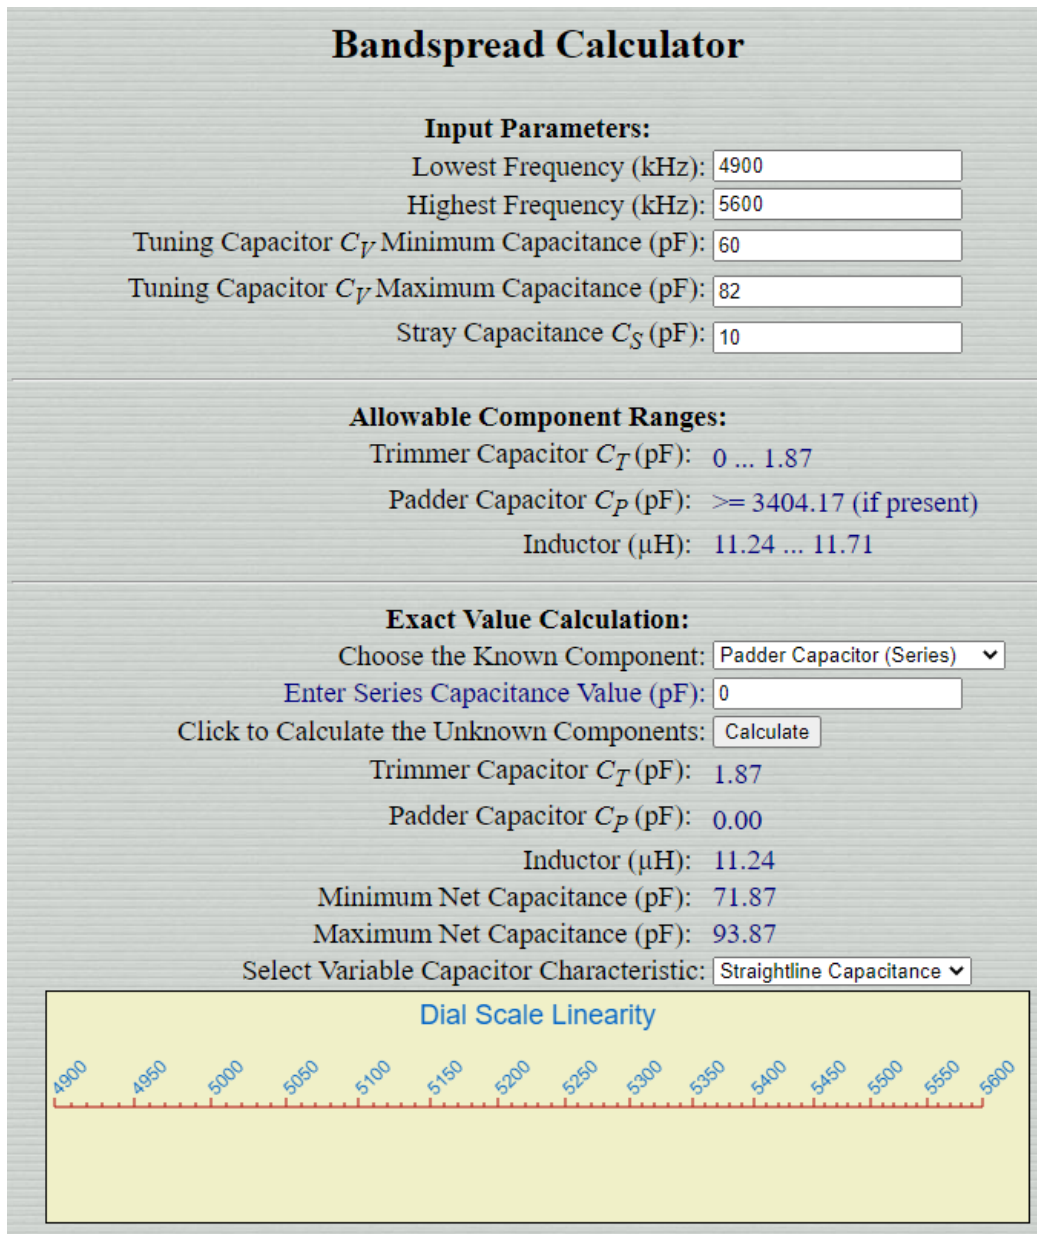 Bandspread Calculator
Input Parameters:
Lowest Frequency (kHz): 4900
Highest Frequency (kHz): 5600
Tuning Capacitor CV Minimum Capacitance (pF): 60
Tuning Capacitor CV Maximum Capacitance (pF): 82
Stray Capacitance CS (pF): 10
Allowable Component Ranges:
Trimmer Capacitor CT (pF): 0 ... 1.87
Padder Capacitor CP (pF): >= 3404.17 (if present)
Inductor (μH): 11.24 ... 11.71
Exact Value Calculation:
Choose the Known Component: Padder Capacitor (Series)
Enter Series Capacitance Value (pF): 0
Click to Calculate the Unknown Components: Calculate
Trimmer Capacitor CT (pF): 1.87
Padder Capacitor CP (pF): 0.00
Inductor (μH): 11.24
Minimum Net Capacitance (pF): 71.87
Maximum Net Capacitance (pF): 93.87
Select Variable Capacitor Characteristic: Straightline Capacitance
Dial Scale Linearity
4900 4950 5000 5050 5100 5150 5200 5250 5300 5350 5400 5450 5500 5550 5600